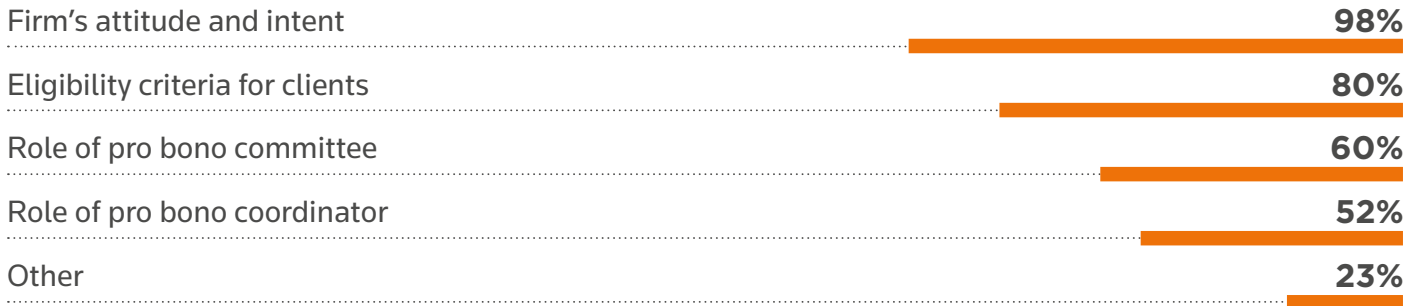 Firm’s attitude and intent 98%
Eligibility criteria for clients 80%
Role of pro bono committee 60%
Role of pro bono coordinator 52%
Other 23%